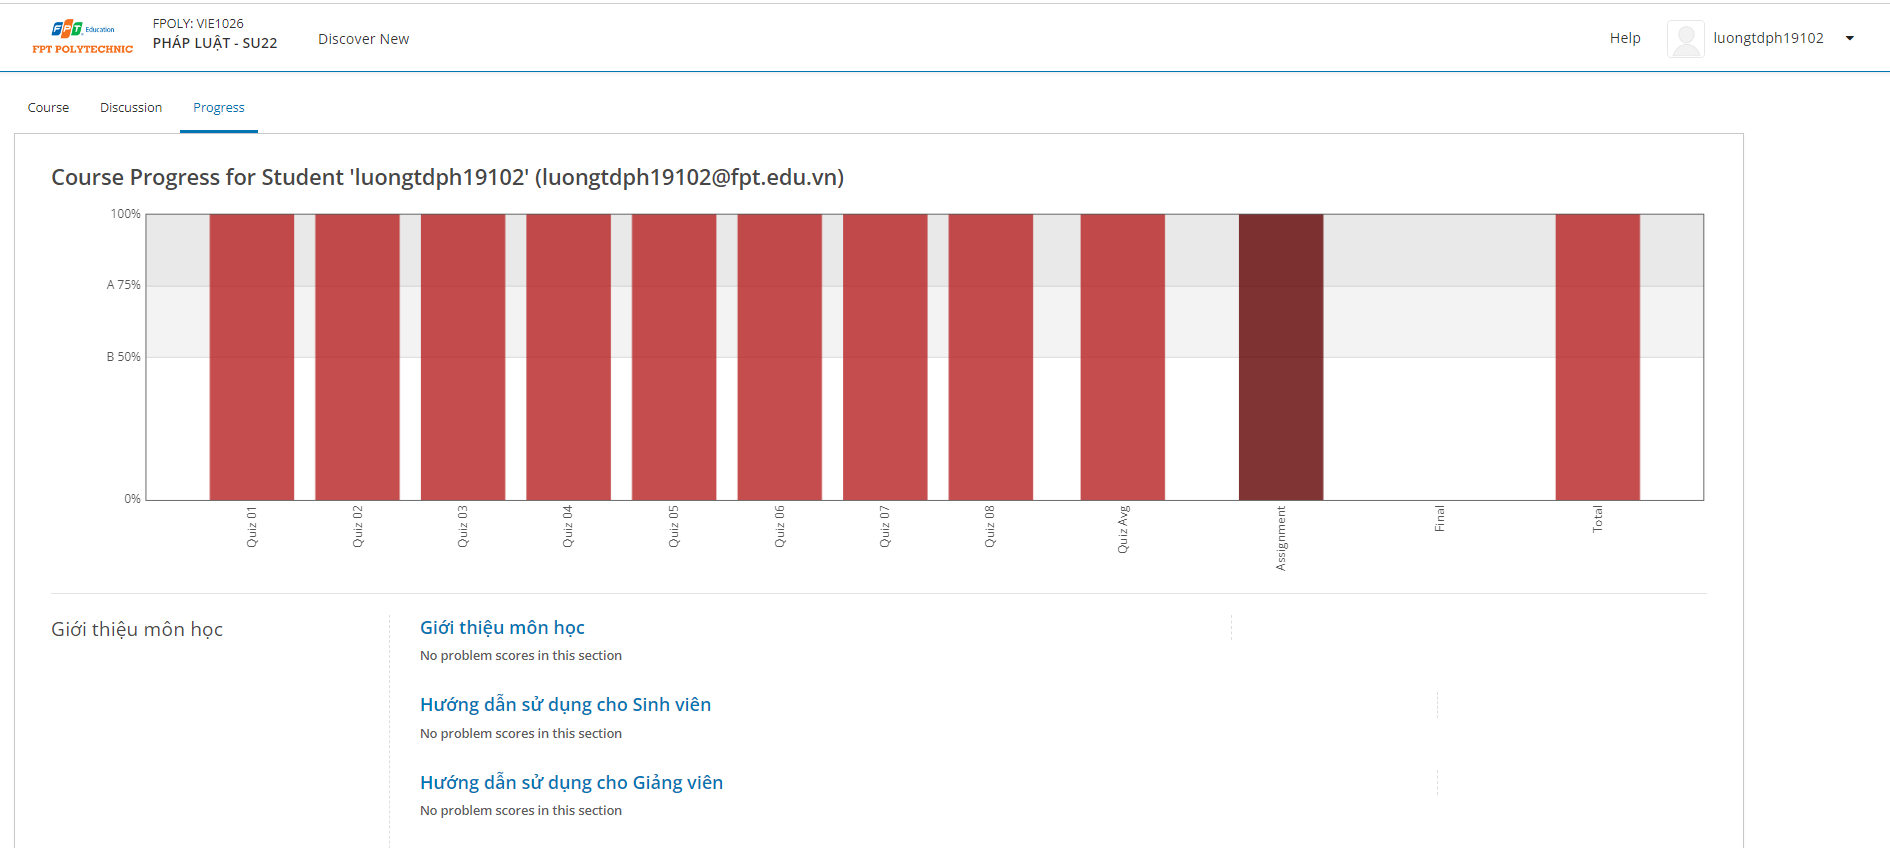 FPT Education
FPT POLYTECHNIC
FPOLY: VIE1026
PHÁP LUẬT - SU22
Discover New
Help
luongtdph19102
Course
Discussion
Progress
Course Progress for Student 'luongtdph19102' (luongtdph19102@fpt.edu.vn)
100%
A 75%
B 50%
0%
Quiz 01
Quiz 02
Quiz 03
Quiz 04
Quiz 05
Quiz 06
Quiz 07
Quiz 08
Quiz Avg
Assignment
Final
Total
Giới thiệu môn học
Giới thiệu môn học
No problem scores in this section
Hướng dẫn sử dụng cho Sinh viên
No problem scores in this section
Hướng dẫn sử dụng cho Giảng viên
No problem scores in this section